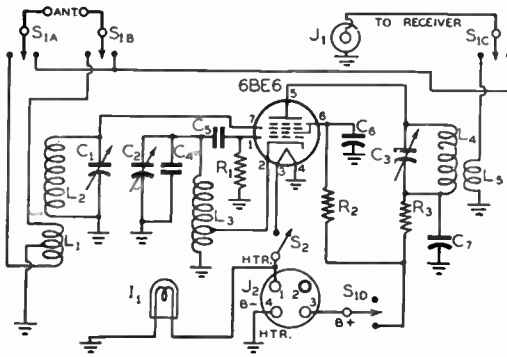 ANT.
S1A
S1B
J1
TO RECEIVER
S1C
6BE6
5
7
1
6
2
3
4
C1
C2
C4
C5
R1
C6
C3
L4
L5
L2
L3
L1
R2
R3
C7
S2
HTR.
I1
J2
1
2
B-
4
3
HTR.
S1D
B+